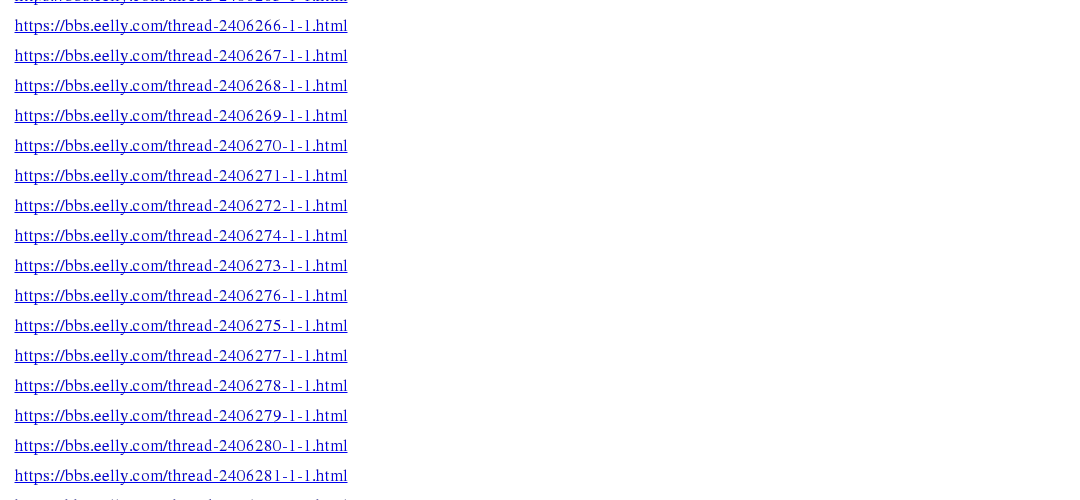 https://bbs.eelly.com/thread-2406266-1-1.html
https://bbs.eelly.com/thread-2406267-1-1.html
https://bbs.eelly.com/thread-2406268-1-1.html
https://bbs.eelly.com/thread-2406269-1-1.html
https://bbs.eelly.com/thread-2406270-1-1.html
https://bbs.eelly.com/thread-2406271-1-1.html
https://bbs.eelly.com/thread-2406272-1-1.html
https://bbs.eelly.com/thread-2406274-1-1.html
https://bbs.eelly.com/thread-2406273-1-1.html
https://bbs.eelly.com/thread-2406276-1-1.html
https://bbs.eelly.com/thread-2406275-1-1.html
https://bbs.eelly.com/thread-2406277-1-1.html
https://bbs.eelly.com/thread-2406278-1-1.html
https://bbs.eelly.com/thread-2406279-1-1.html
https://bbs.eelly.com/thread-2406280-1-1.html
https://bbs.eelly.com/thread-2406281-1-1.html